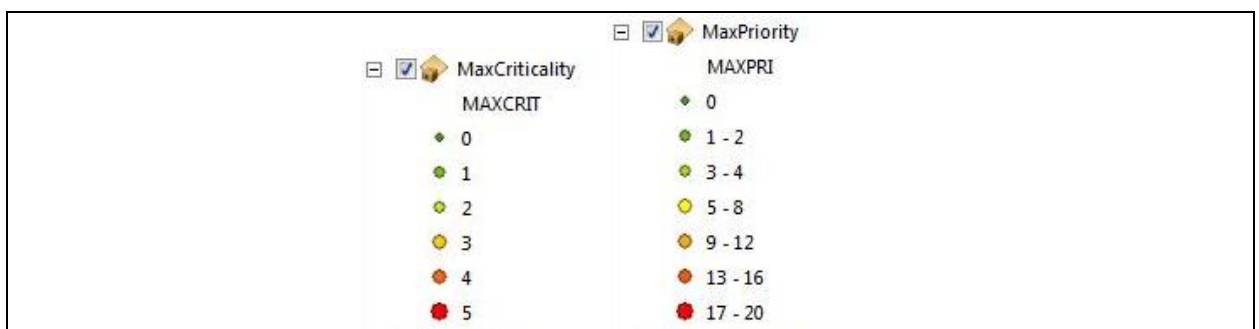 MaxCriticality
MAXCRIT
0
1
2
3
4
5
MaxPriority
MAXPRI
0
1 - 2
3 - 4
5 - 8
9 - 12
13 - 16
17 - 20